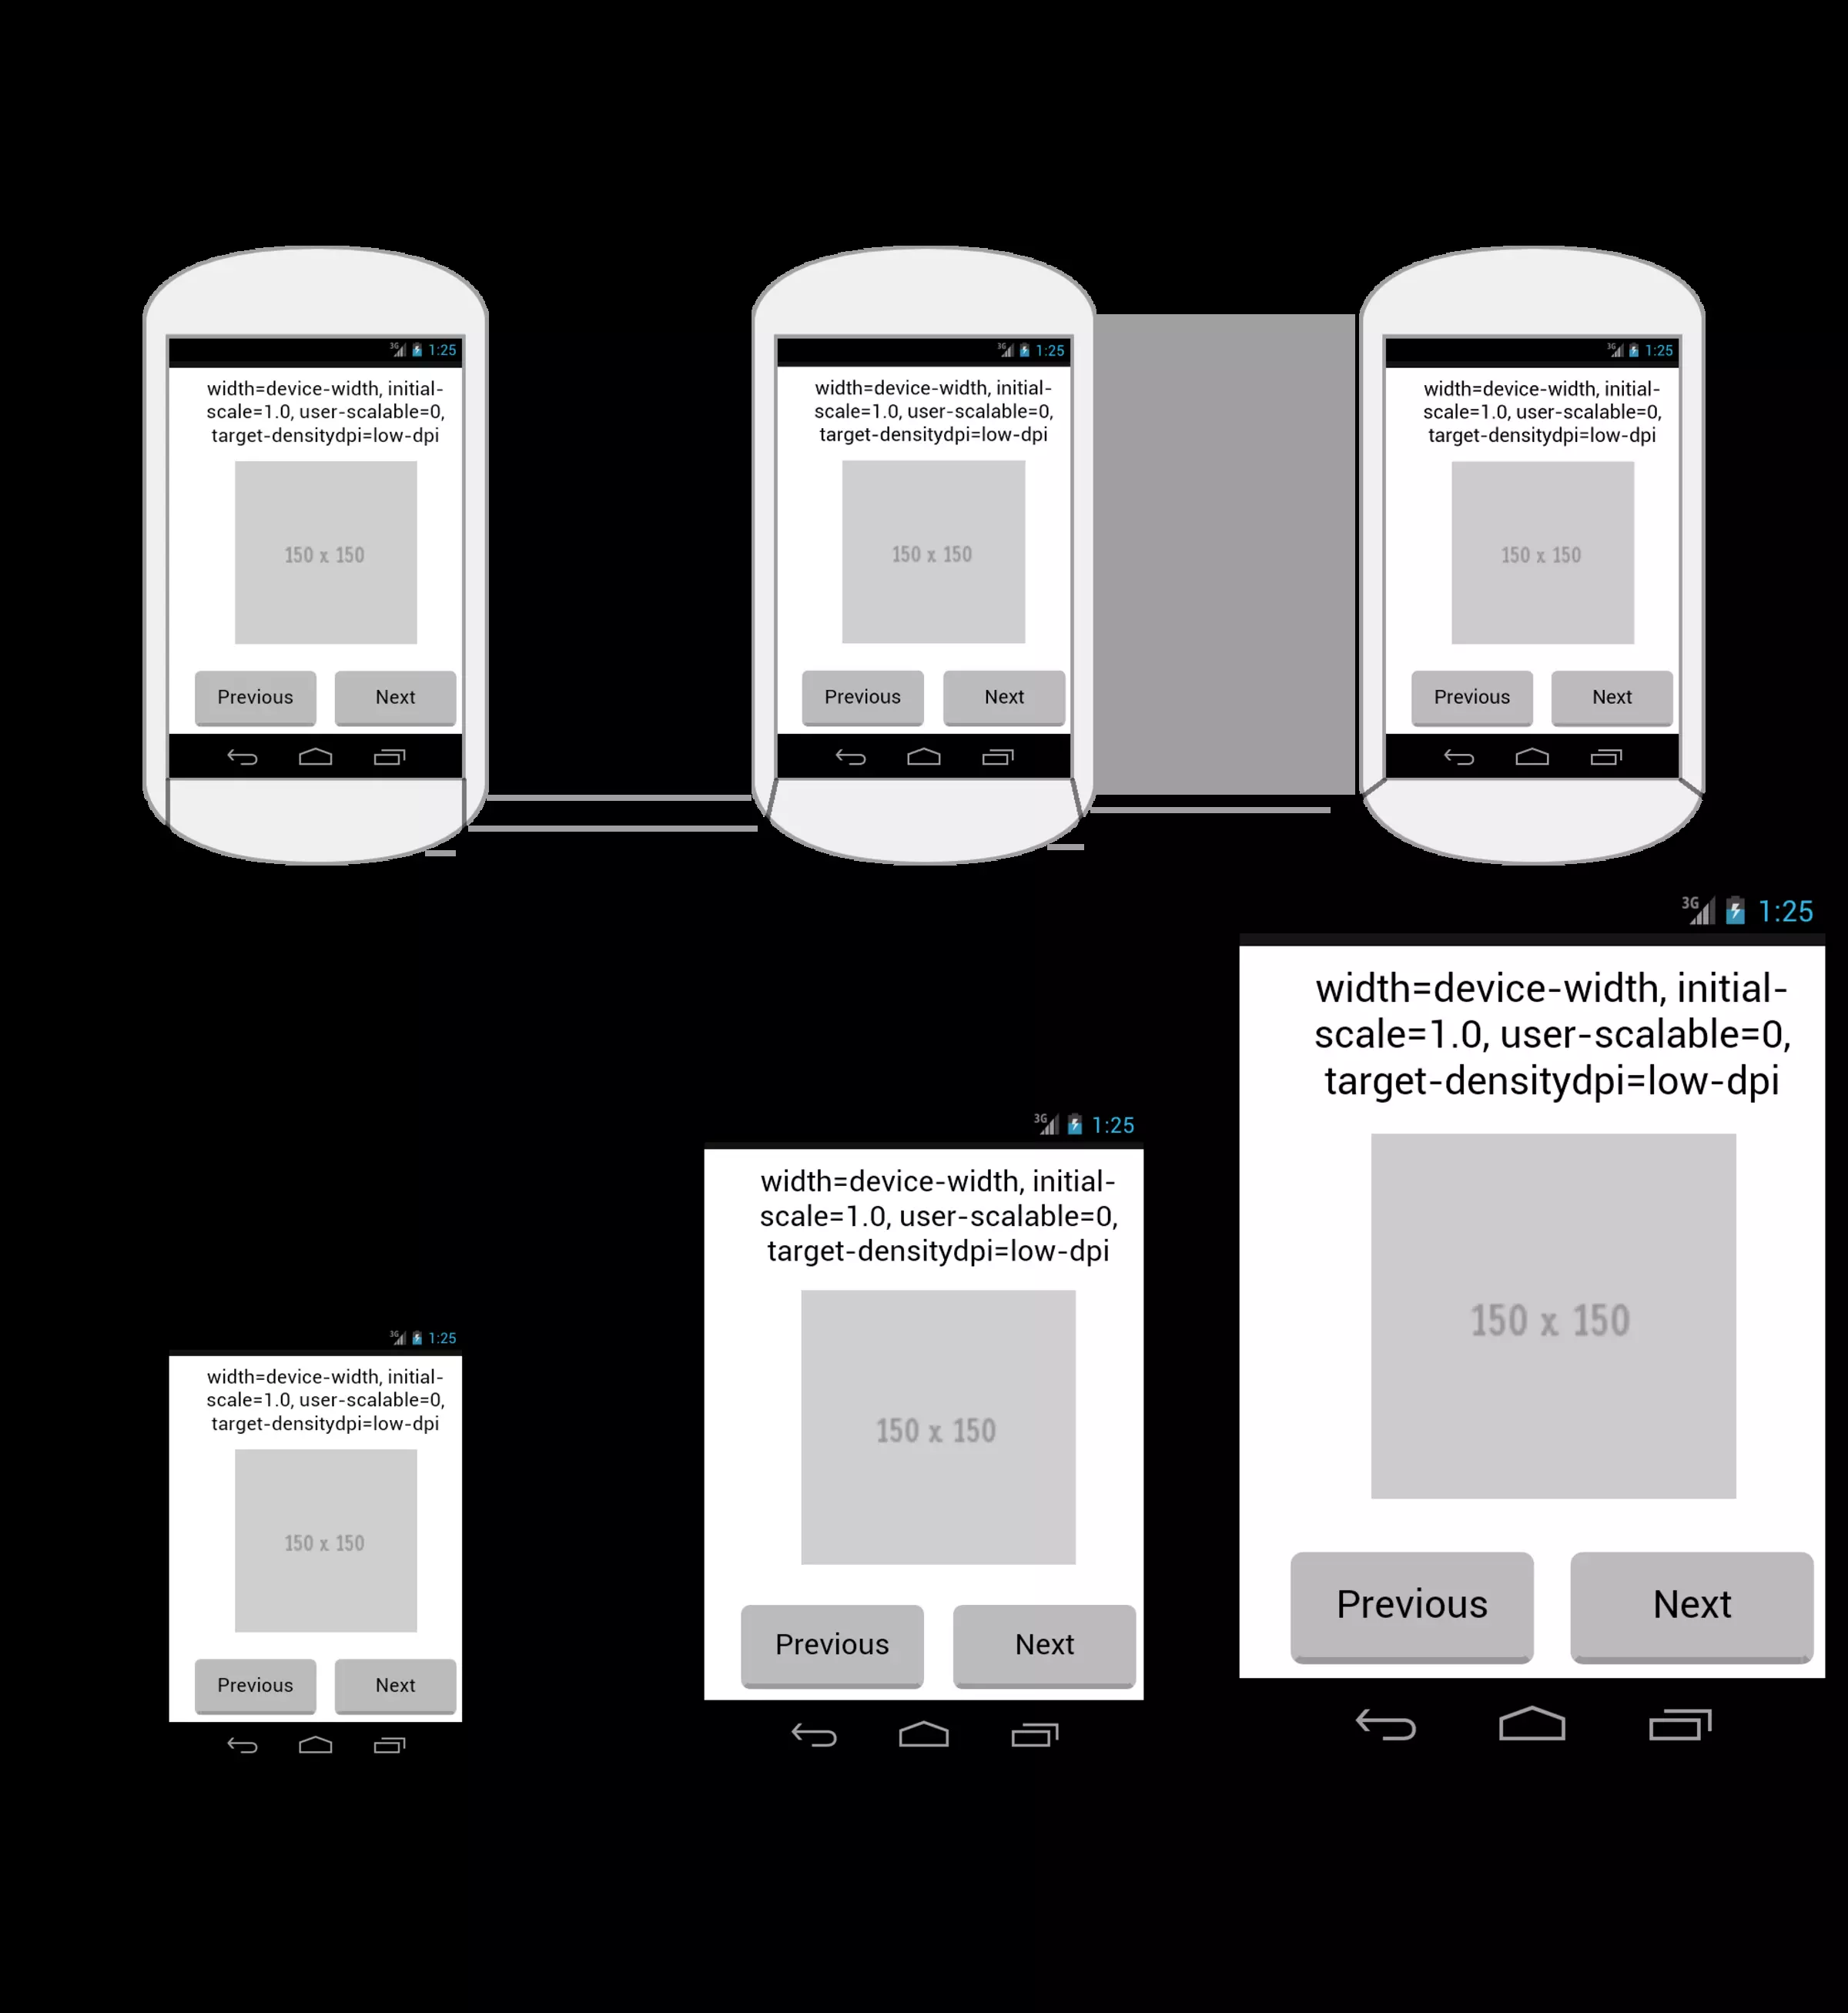 3G 1:25
width=device-width, initial-
scale=1.0, user-scalable=0,
target-densitydpi=low-dpi
150 x 150
Previous Next
3G 1:25
width=device-width, initial-
scale=1.0, user-scalable=0,
target-densitydpi=low-dpi
150 x 150
Previous Next
3G 1:25
width=device-width, initial-
scale=1.0, user-scalable=0,
target-densitydpi=low-dpi
150 x 150
Previous Next
3G 1:25
width=device-width, initial-
scale=1.0, user-scalable=0,
target-densitydpi=low-dpi
150 x 150
Previous Next
3G 1:25
width=device-width, initial-
scale=1.0, user-scalable=0,
target-densitydpi=low-dpi
150 x 150
Previous Next
3G 1:25
width=device-width, initial-
scale=1.0, user-scalable=0,
target-densitydpi=low-dpi
150 x 150
Previous Next